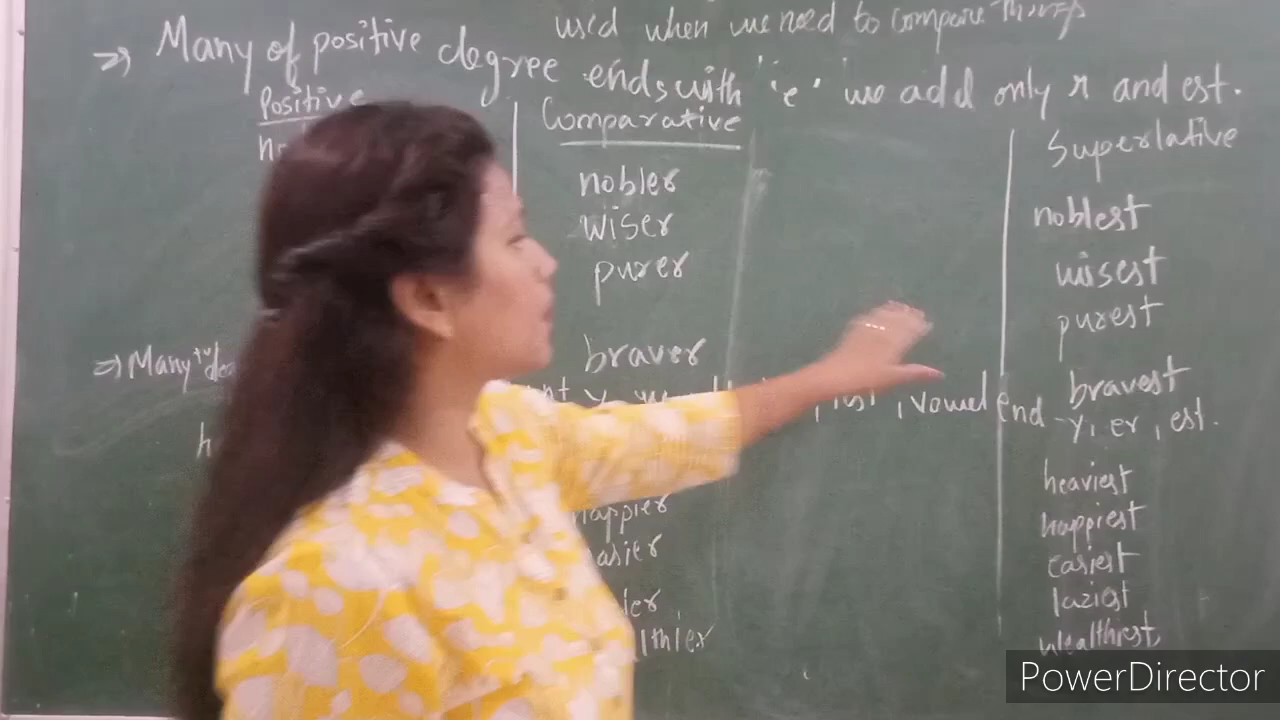 used when we need to compare things
⇒ Many of positive degree ends with 'e' we add only r and est.
Positive Comparative Superlative
nobler noblest
wiser wisest
purer purest
⇒ Many
braver bravest
, vowel end -y, er, est.
h heaviest
happier happiest
asier easiest
laziest
lthier wealthiest
PowerDirector